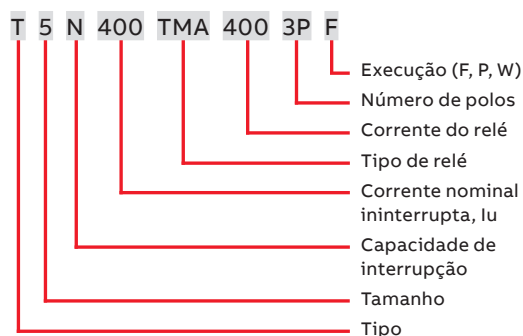 T 5 N 400 TMA 400 3P F
Execução (F, P, W)
Número de polos
Corrente do relé
Tipo de relé
Corrente nominal
ininterrupta, Iu
Capacidade de
interrupção
Tamanho
Tipo